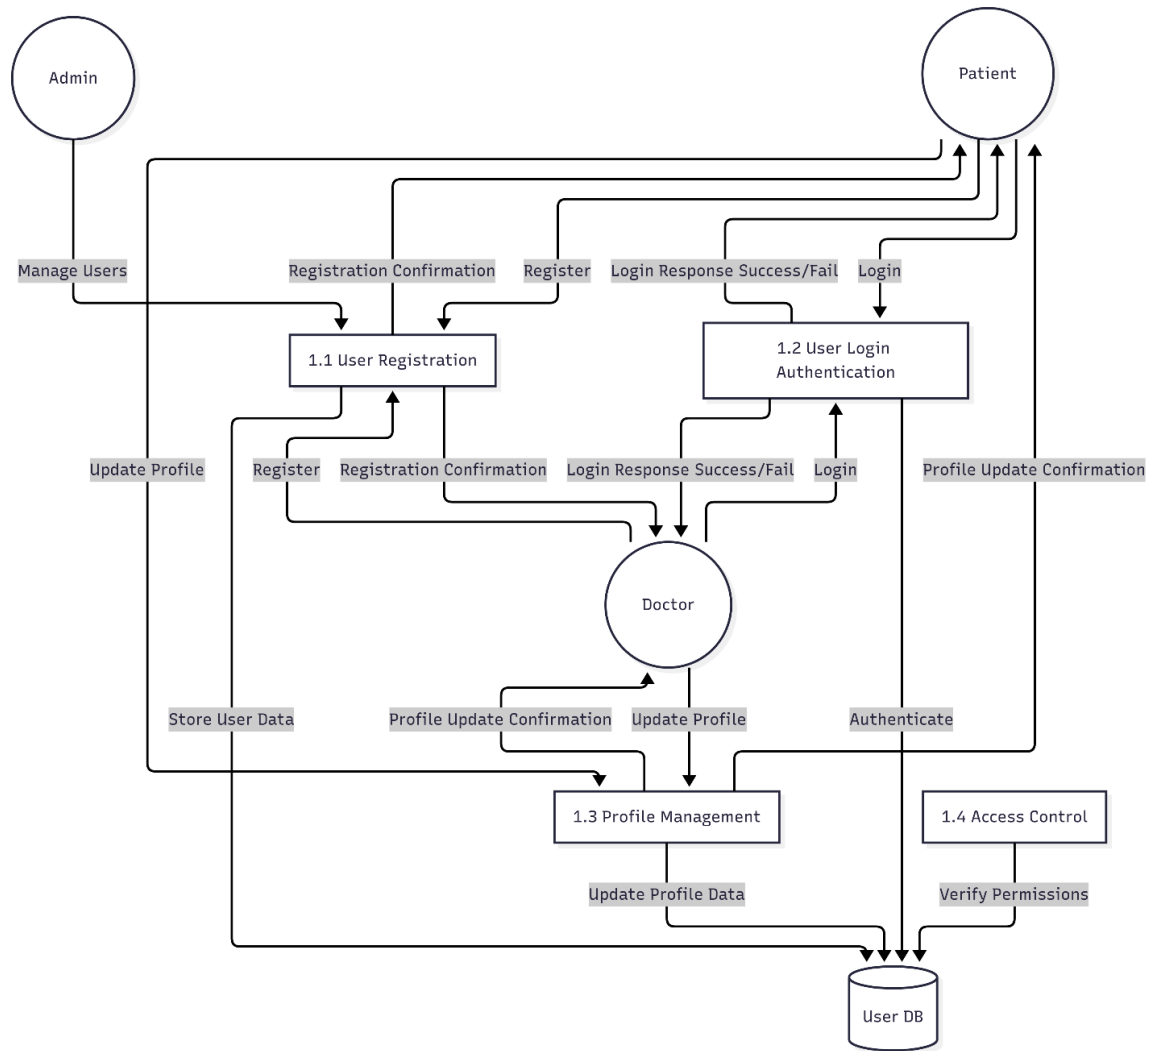 Admin
Patient
Manage Users
Registration Confirmation
Register
Login Response Success/Fail
Login
1.1 User Registration
1.2 User Login
Authentication
Update Profile
Register
Registration Confirmation
Login Response Success/Fail
Login
Profile Update Confirmation
Doctor
Store User Data
Profile Update Confirmation
Update Profile
Authenticate
1.3 Profile Management
1.4 Access Control
Update Profile Data
Verify Permissions
User DB